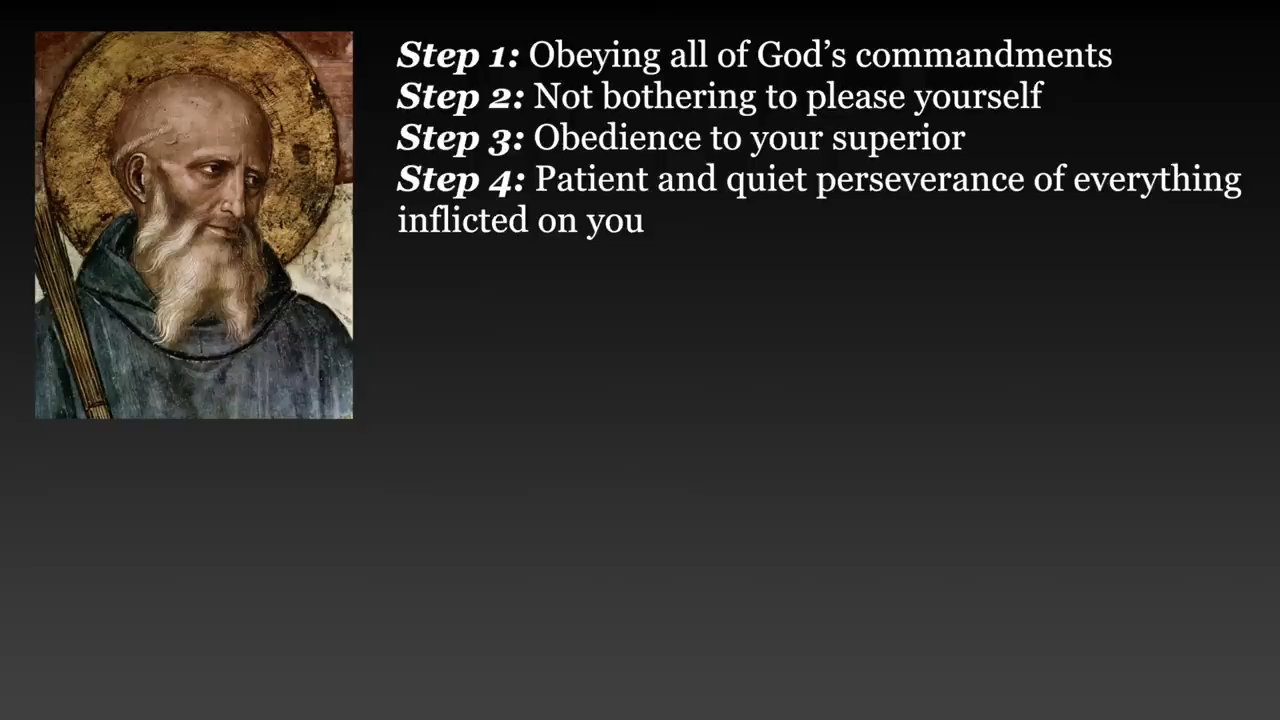 Step 1: Obeying all of God’s commandments
Step 2: Not bothering to please yourself
Step 3: Obedience to your superior
Step 4: Patient and quiet perseverance of everything
inflicted on you